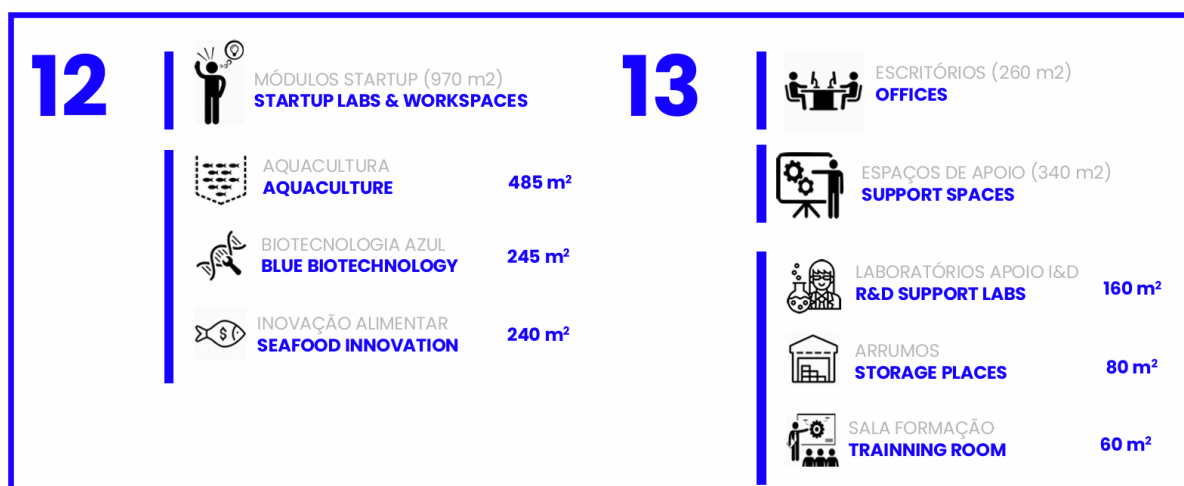 12
MÓDULOS STARTUP (970 m2)
STARTUP LABS & WORKSPACES
AQUACULTURA
AQUACULTURE
485 m²
BIOTECNOLOGIA AZUL
BLUE BIOTECHNOLOGY
245 m²
INOVAÇÃO ALIMENTAR
SEAFOOD INNOVATION
240 m²
13
ESCRITÓRIOS (260 m2)
OFFICES
ESPAÇOS DE APOIO (340 m2)
SUPPORT SPACES
LABORATÓRIOS APOIO I&D
R&D SUPPORT LABS
160 m²
ARRUMOS
STORAGE PLACES
80 m²
SALA FORMAÇÃO
TRAINNING ROOM
60 m²